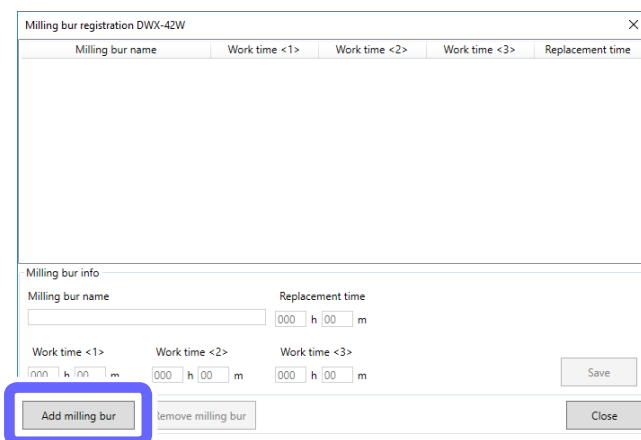 Milling bur registration DWX-42W
Milling bur name Work time <1> Work time <2> Work time <3> Replacement time
Milling bur info
Milling bur name Replacement time
000 h 00 m
Work time <1> Work time <2> Work time <3>
000 h 00 m 000 h 00 m 000 h 00 m
Save
Add milling bur Remove milling bur Close